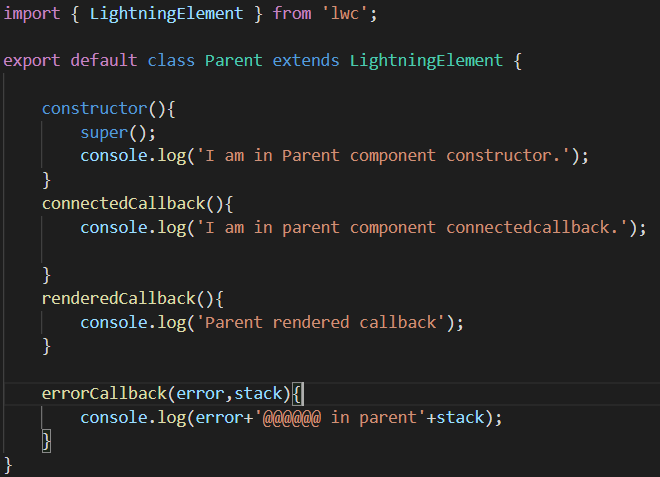 import { LightningElement } from 'lwc';
export default class Parent extends LightningElement {
constructor(){
super();
console.log('I am in Parent component constructor.');
}
connectedCallback(){
console.log('I am in parent component connectedcallback.');
}
renderedCallback(){
console.log('Parent rendered callback');
}
errorCallback(error,stack){
console.log(error+'@@@@@@ in parent'+stack);
}
}